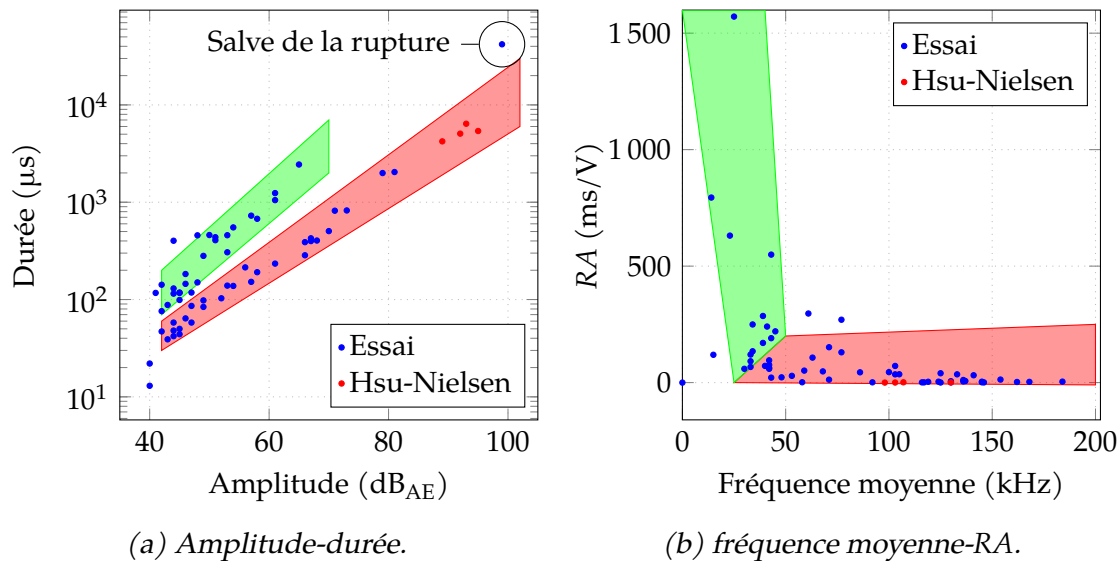 Salve de la rupture
Essai
Hsu-Nielsen
10⁴
10³
10²
10¹
Durée (µs)
40
60
80
100
Amplitude (dB_AE)
(a) Amplitude-durée.
Essai
Hsu-Nielsen
1 500
1 000
500
0
RA (ms/V)
0
50
100
150
200
Fréquence moyenne (kHz)
(b) fréquence moyenne-RA.